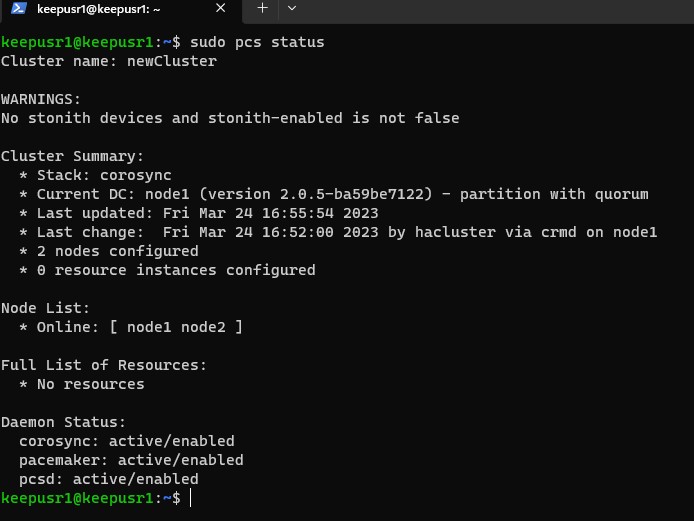 keepusr1@keepusr1: ~
keepusr1@keepusr1:~$ sudo pcs status
Cluster name: newCluster
WARNINGS:
No stonith devices and stonith-enabled is not false
Cluster Summary:
  * Stack: corosync
  * Current DC: node1 (version 2.0.5-ba59be7122) - partition with quorum
  * Last updated: Fri Mar 24 16:55:54 2023
  * Last change:  Fri Mar 24 16:52:00 2023 by hacluster via crmd on node1
  * 2 nodes configured
  * 0 resource instances configured
Node List:
  * Online: [ node1 node2 ]
Full List of Resources:
  * No resources
Daemon Status:
  corosync: active/enabled
  pacemaker: active/enabled
  pcsd: active/enabled
keepusr1@keepusr1:~$